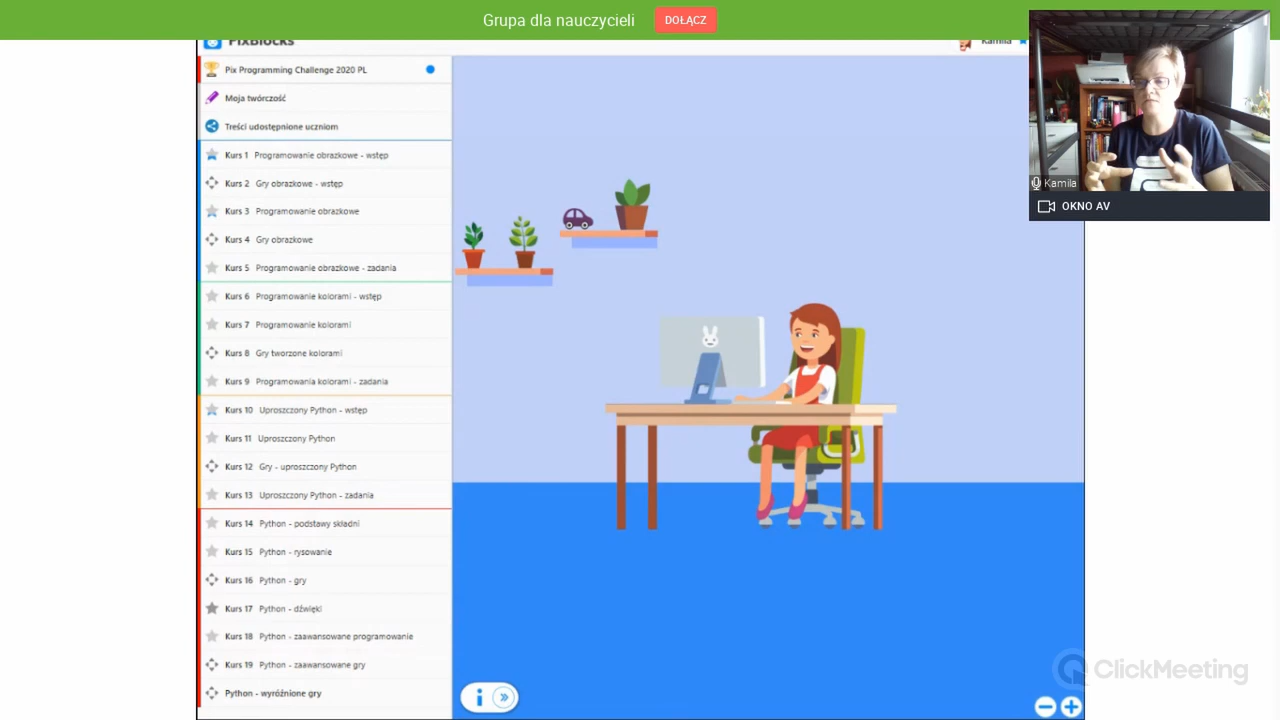 Grupa dla nauczycieli DOŁĄCZ
PixBlocks
Kamila
Pix Programming Challenge 2020 PL
Moja twórczość
Treści udostępnione uczniom
Kurs 1 Programowanie obrazkowe - wstęp
Kurs 2 Gry obrazkowe - wstęp
Kurs 3 Programowanie obrazkowe
Kurs 4 Gry obrazkowe
Kurs 5 Programowanie obrazkowe - zadania
Kurs 6 Programowanie kolorami - wstęp
Kurs 7 Programowanie kolorami
Kurs 8 Gry tworzone kolorami
Kurs 9 Programowania kolorami - zadania
Kurs 10 Uproszczony Python - wstęp
Kurs 11 Uproszczony Python
Kurs 12 Gry - uproszczony Python
Kurs 13 Uproszczony Python - zadania
Kurs 14 Python - podstawy składni
Kurs 15 Python - rysowanie
Kurs 16 Python - gry
Kurs 17 Python - dźwięki
Kurs 18 Python - zaawansowane programowanie
Kurs 19 Python - zaawansowane gry
Python - wyróżnione gry
Kamila
OKNO AV
ClickMeeting